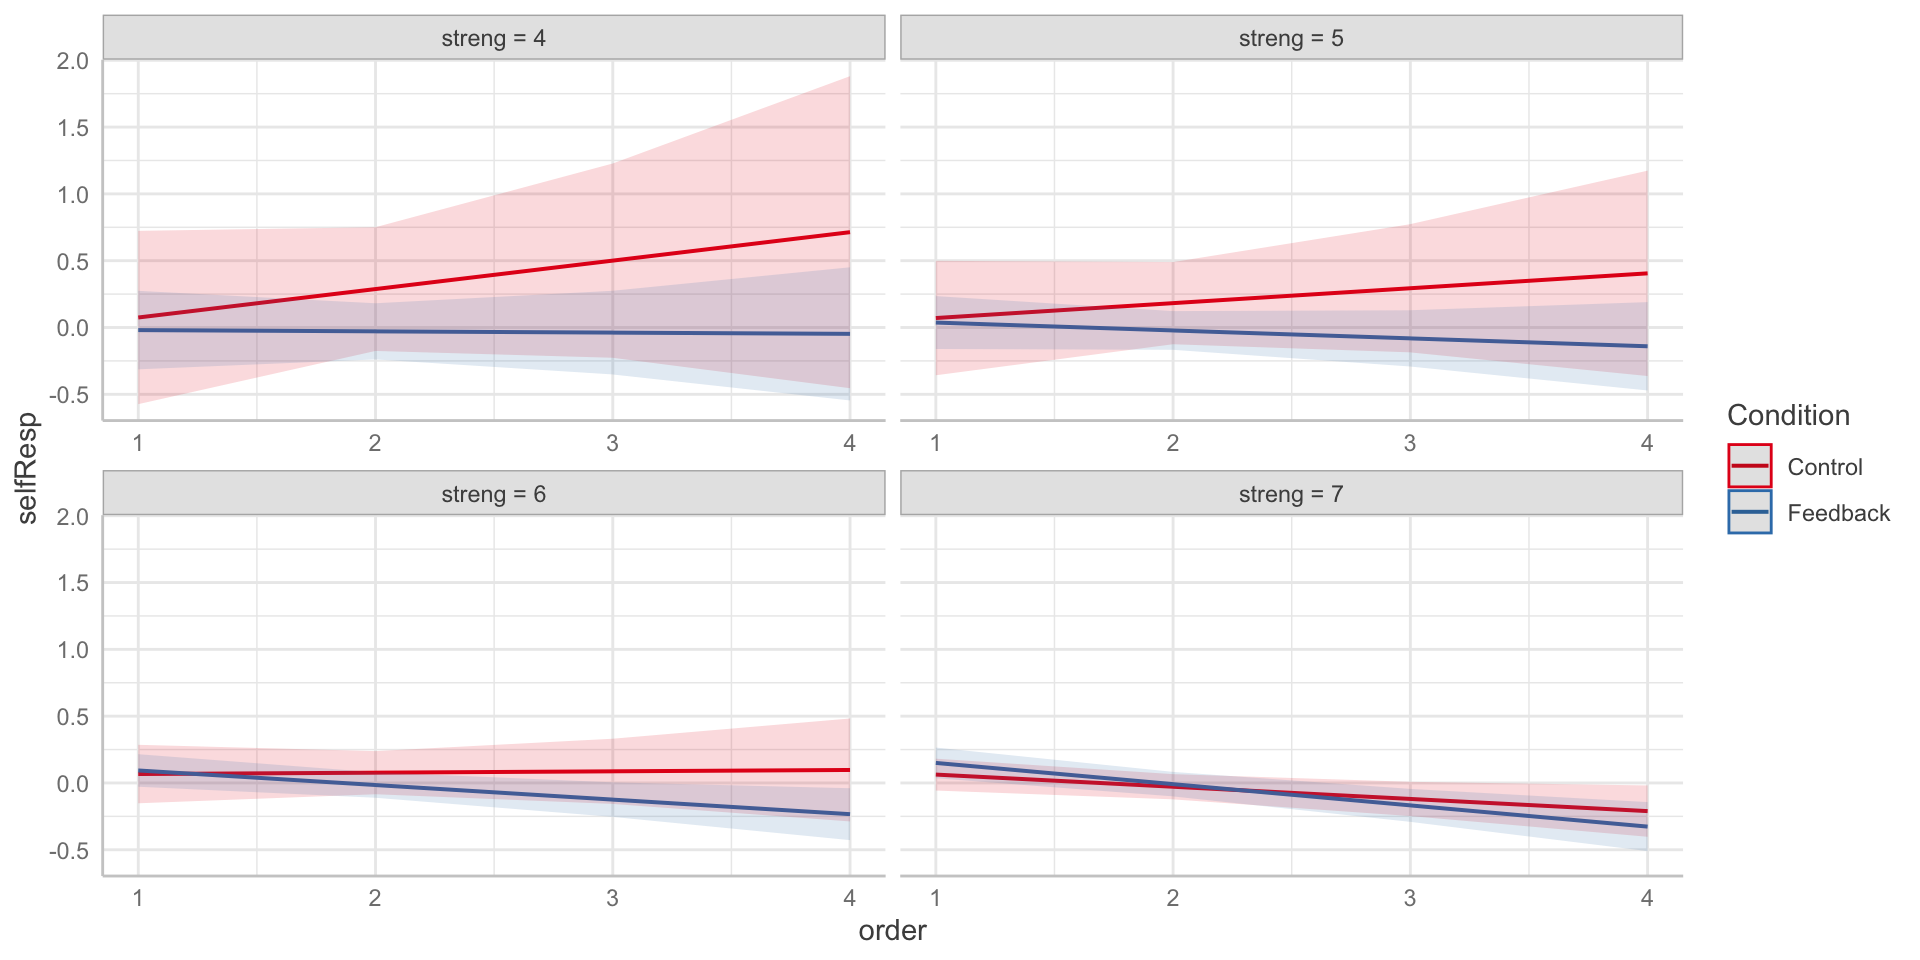 streng = 4
streng = 5
2.0
1.5
1.0
0.5
0.0
-0.5
1 2 3 4
1 2 3 4
streng = 6
streng = 7
2.0
1.5
1.0
0.5
0.0
-0.5
1 2 3 4
1 2 3 4
selfResp
order
Condition
Control
Feedback